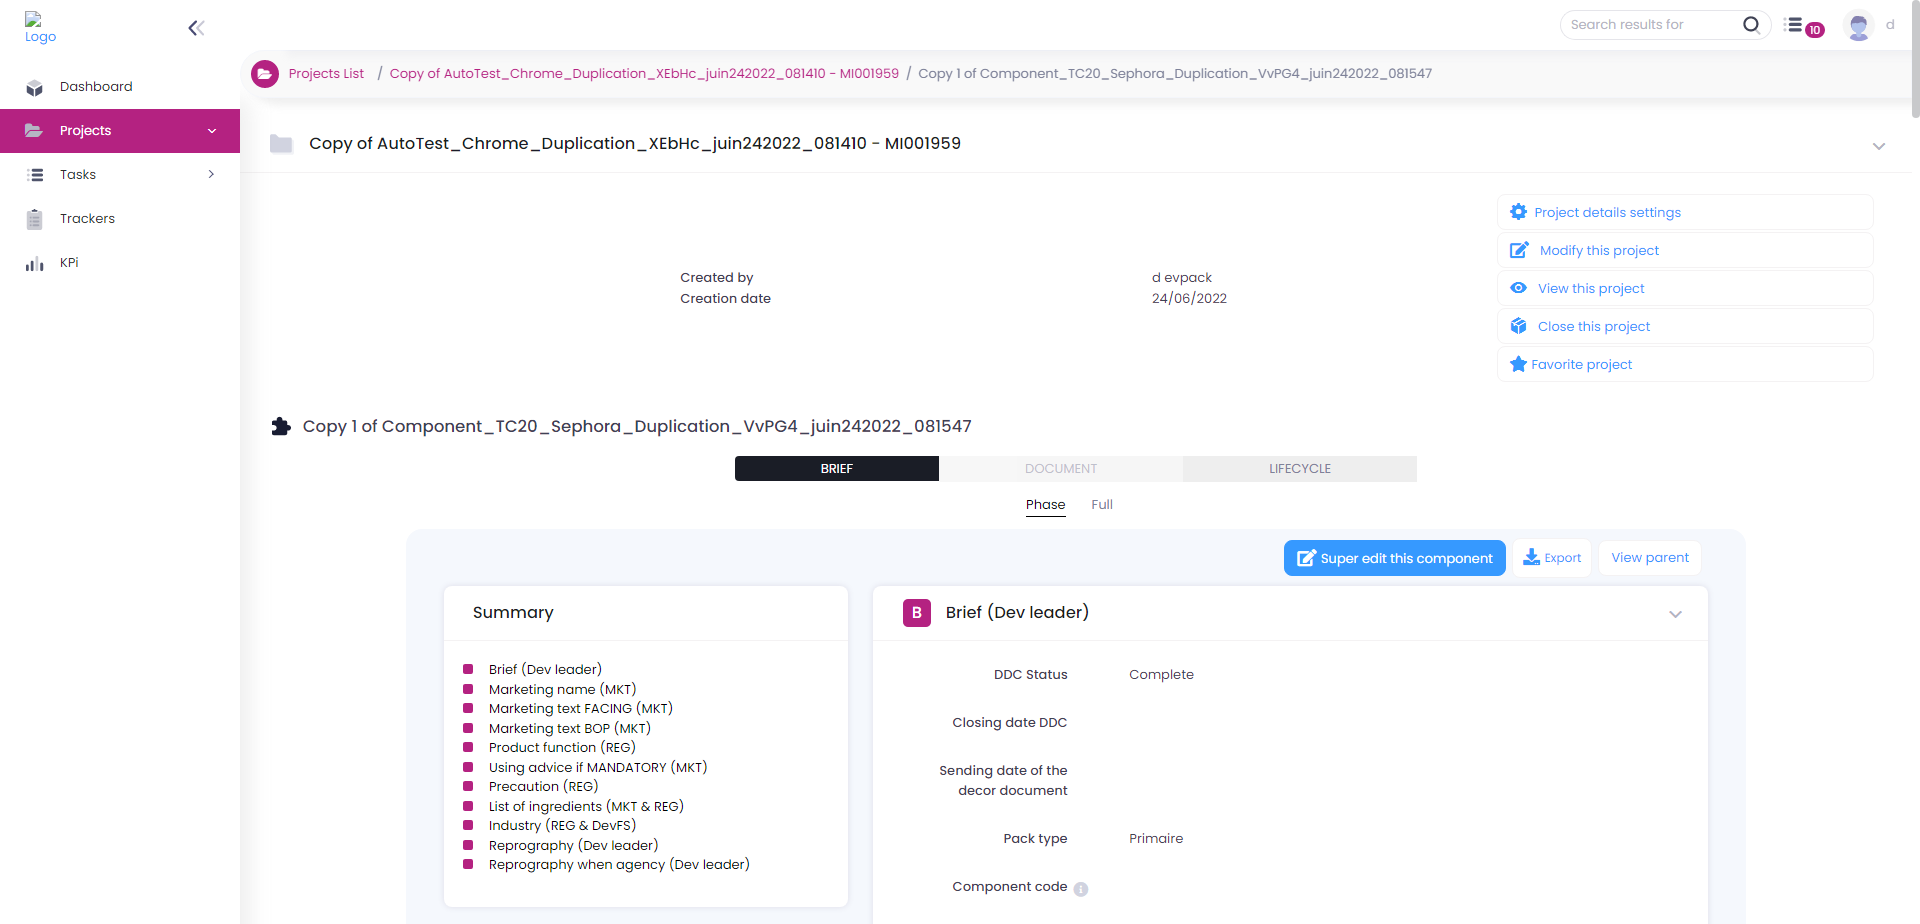 Logo
Search results for
10
d
Dashboard
Projects
Tasks
Trackers
KPi
Projects List / Copy of AutoTest_Chrome_Duplication_XEbHc_juin242022_081410 - MI001959 / Copy 1 of Component_TC20_Sephora_Duplication_VvPG4_juin242022_081547
Copy of AutoTest_Chrome_Duplication_XEbHc_juin242022_081410 - MI001959
Created by d evpack
Creation date 24/06/2022
Project details settings
Modify this project
View this project
Close this project
Favorite project
Copy 1 of Component_TC20_Sephora_Duplication_VvPG4_juin242022_081547
BRIEF DOCUMENT LIFECYCLE
Phase Full
Super edit this component Export View parent
Summary
Brief (Dev leader)
Marketing name (MKT)
Marketing text FACING (MKT)
Marketing text BOP (MKT)
Product function (REG)
Using advice if MANDATORY (MKT)
Precaution (REG)
List of ingredients (MKT & REG)
Industry (REG & DevFS)
Reprography (Dev leader)
Reprography when agency (Dev leader)
B Brief (Dev leader)
DDC Status Complete
Closing date DDC
Sending date of the
decor document
Pack type Primaire
Component code i